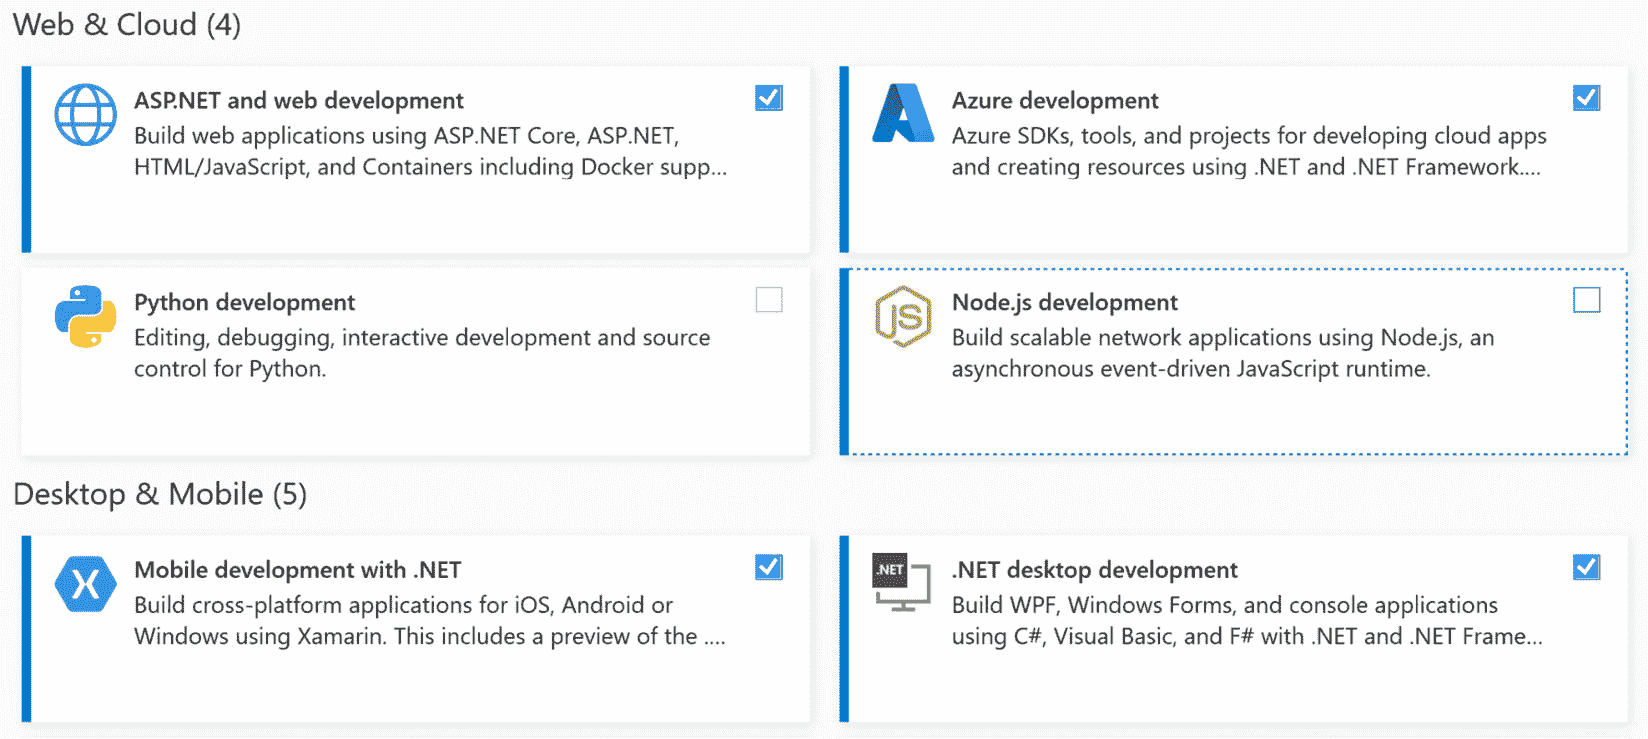 Web & Cloud (4)
ASP.NET and web development
Build web applications using ASP.NET Core, ASP.NET,
HTML/JavaScript, and Containers including Docker supp...
Azure development
Azure SDKs, tools, and projects for developing cloud apps
and creating resources using .NET and .NET Framework....
Python development
Editing, debugging, interactive development and source
control for Python.
JS
Node.js development
Build scalable network applications using Node.js, an
asynchronous event-driven JavaScript runtime.
Desktop & Mobile (5)
Mobile development with .NET
Build cross-platform applications for iOS, Android or
Windows using Xamarin. This includes a preview of the ....
.NET
.NET desktop development
Build WPF, Windows Forms, and console applications
using C#, Visual Basic, and F# with .NET and .NET Frame...